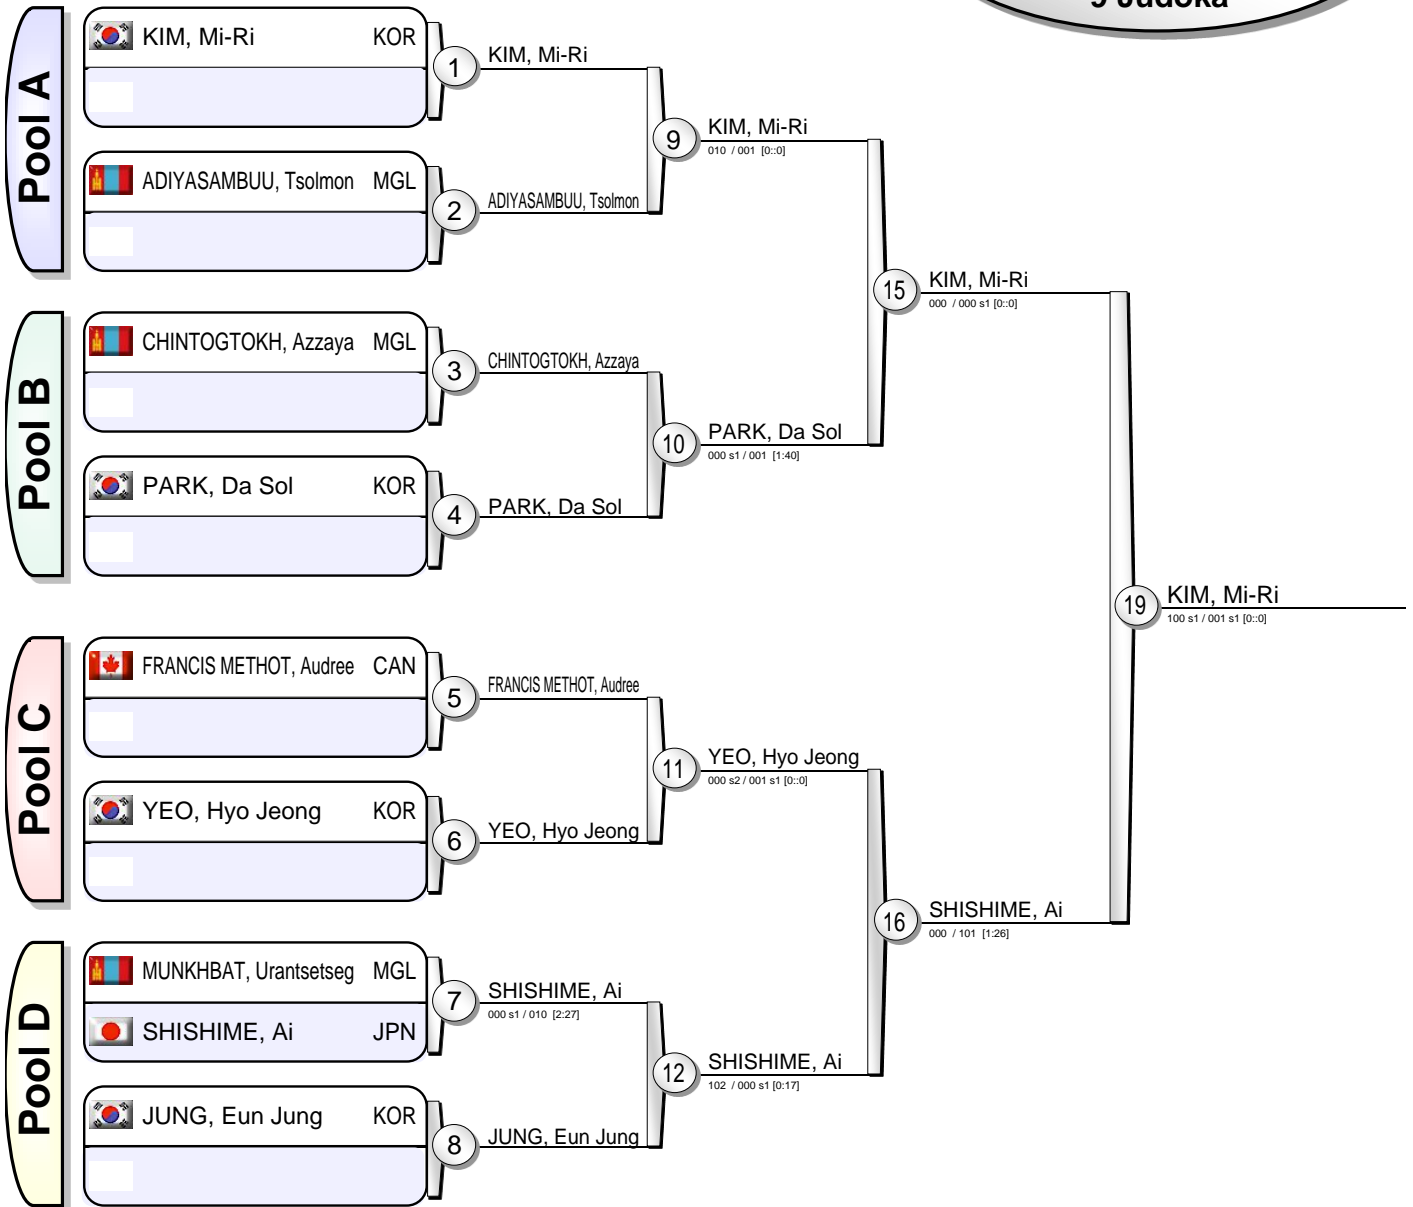 9 Judoka
Pool A
KIM, Mi-Ri KOR
1
KIM, Mi-Ri
ADIYASAMBUU, Tsolmon MGL
2
ADIYASAMBUU, Tsolmon
9
KIM, Mi-Ri
010 / 001 [0::0]
Pool B
CHINTOGTOKH, Azzaya MGL
3
CHINTOGTOKH, Azzaya
PARK, Da Sol KOR
4
PARK, Da Sol
10
PARK, Da Sol
000 s1 / 001 [1:40]
15
KIM, Mi-Ri
000 / 000 s1 [0::0]
Pool C
FRANCIS METHOT, Audree CAN
5
FRANCIS METHOT, Audree
YEO, Hyo Jeong KOR
6
YEO, Hyo Jeong
11
YEO, Hyo Jeong
000 s2 / 001 s1 [0::0]
Pool D
MUNKHBAT, Urantsetseg MGL
SHISHIME, Ai JPN
7
SHISHIME, Ai
000 s1 / 010 [2:27]
JUNG, Eun Jung KOR
8
JUNG, Eun Jung
12
SHISHIME, Ai
102 / 000 s1 [0:17]
16
SHISHIME, Ai
000 / 101 [1:26]
19
KIM, Mi-Ri
100 s1 / 001 s1 [0::0]